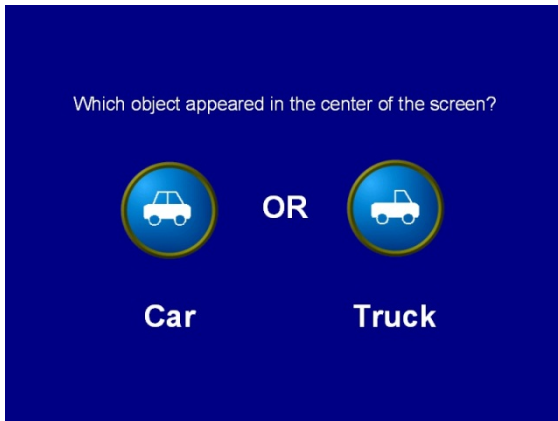 Which object appeared in the center of the screen?
OR
Car
Truck